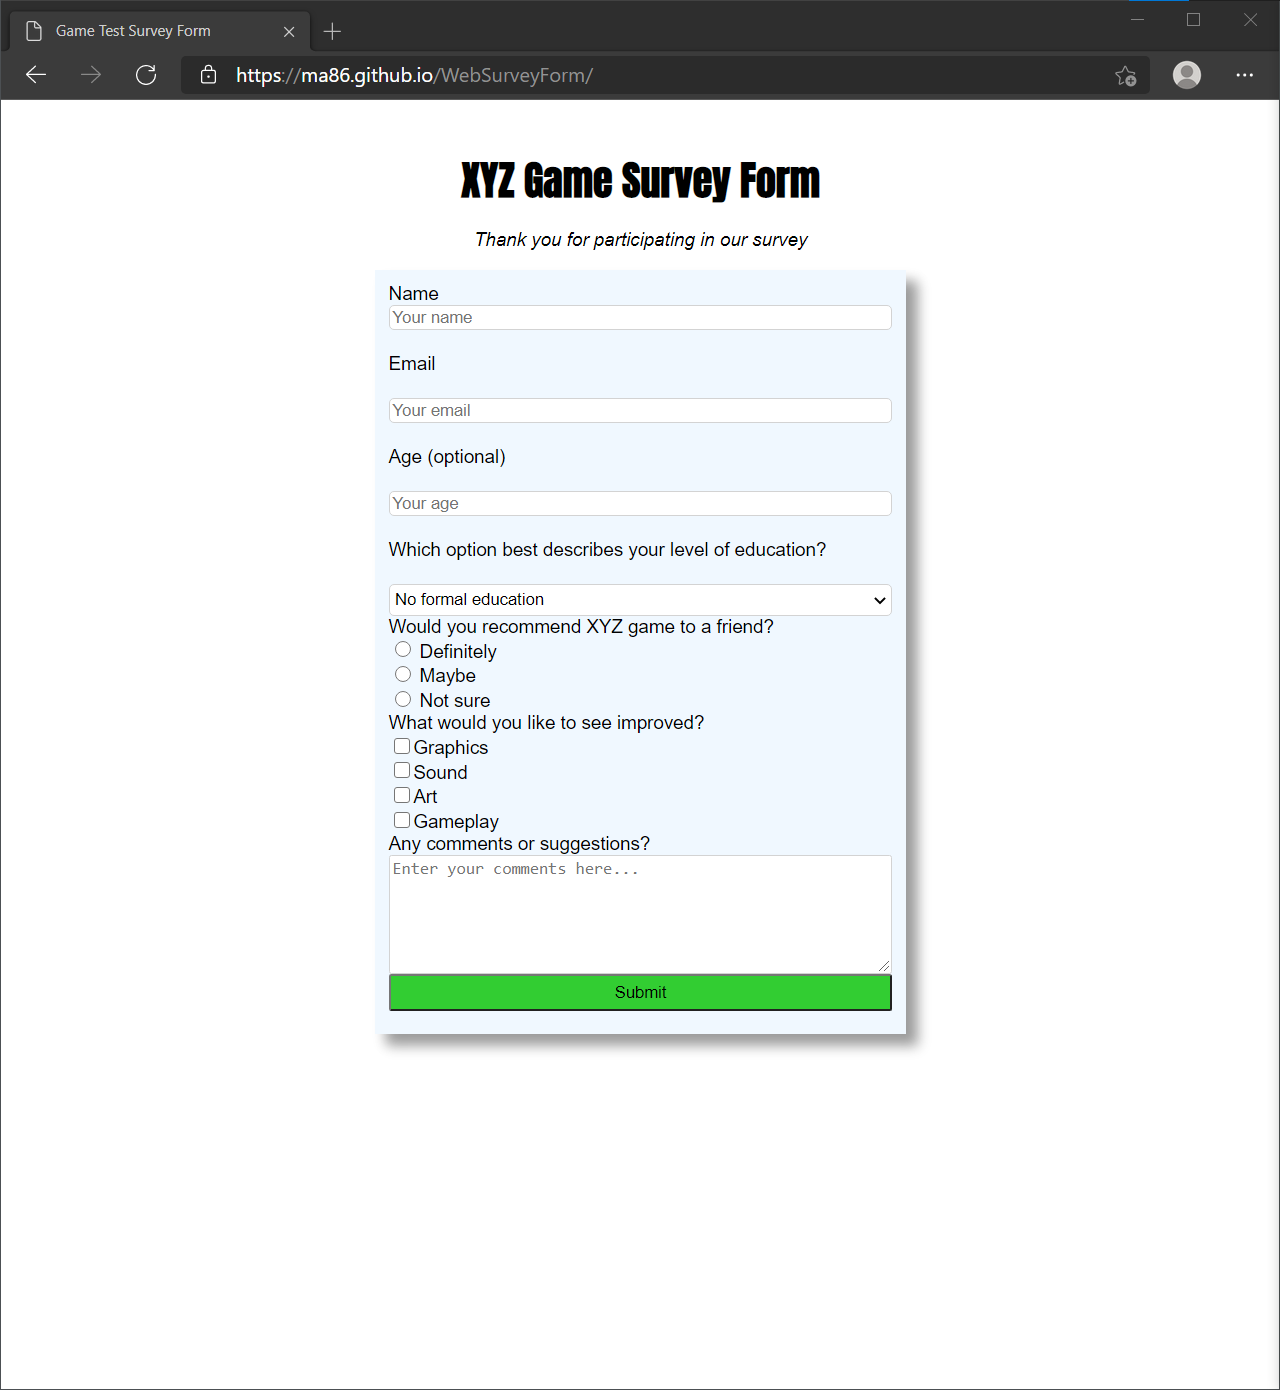 Game Test Survey Form
https://ma86.github.io/WebSurveyForm/
XYZ Game Survey Form
Thank you for participating in our survey
Name
Your name
Email
Your email
Age (optional)
Your age
Which option best describes your level of education?
No formal education
Would you recommend XYZ game to a friend?
Definitely
Maybe
Not sure
What would you like to see improved?
Graphics
Sound
Art
Gameplay
Any comments or suggestions?
Enter your comments here...
Submit